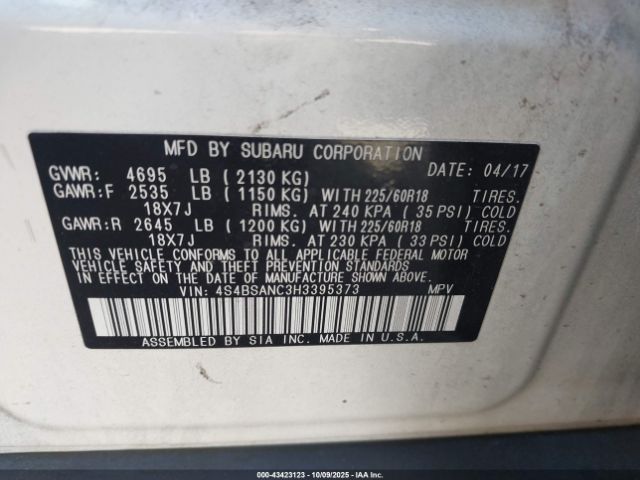 MFD BY SUBARU CORPORATION
GVWR: 4695 LB ( 2130 KG) DATE: 04/17
GAWR:F 2535 LB ( 1150 KG) WITH 225/60R18 TIRES.
18X7J RIMS. AT 240 KPA ( 35 PSI) COLD
GAWR:R 2645 LB ( 1200 KG) WITH 225/60R18 TIRES.
18X7J RIMS. AT 230 KPA ( 33 PSI) COLD
THIS VEHICLE CONFORMS TO ALL APPLICABLE FEDERAL MOTOR
VEHICLE SAFETY, BUMPER, AND THEFT PREVENTION STANDARDS
IN EFFECT ON THE DATE OF MANUFACTURE SHOWN ABOVE.
VIN: 4S4BSANC3H3395373 MPV
ASSEMBLED BY SIA INC. MADE IN U.S.A.
000-43423123 - 10/09/2025 - IAA Inc.